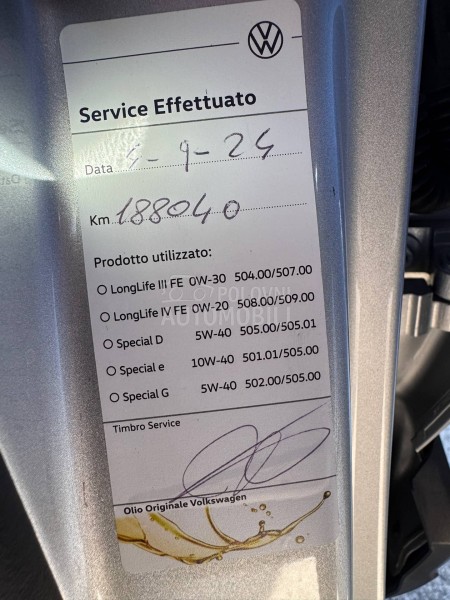 Service Effettuato
Data 5-9-24
Km 188040
Prodotto utilizzato:
LongLife III FE 0W-30 504.00/507.00
LongLife IV FE 0W-20 508.00/509.00
Special D 5W-40 505.00/505.01
Special e 10W-40 501.01/505.00
Special G 5W-40 502.00/505.00
Timbro Service
Olio Originale Volkswagen
POLOVNI
AUTOMOBILI